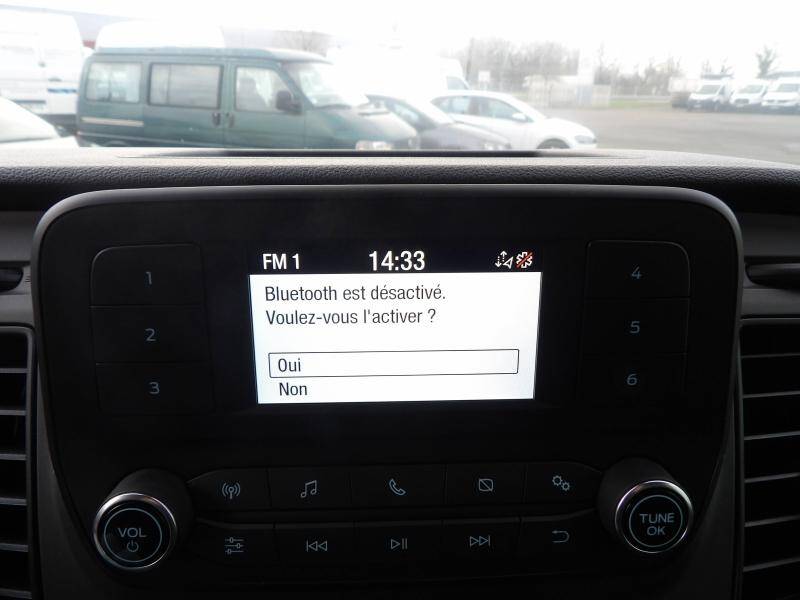 FM 1 14:33
Bluetooth est désactivé.
Voulez-vous l'activer ?
Oui
Non
1
2
3
4
5
6
VOL
TUNE
OK